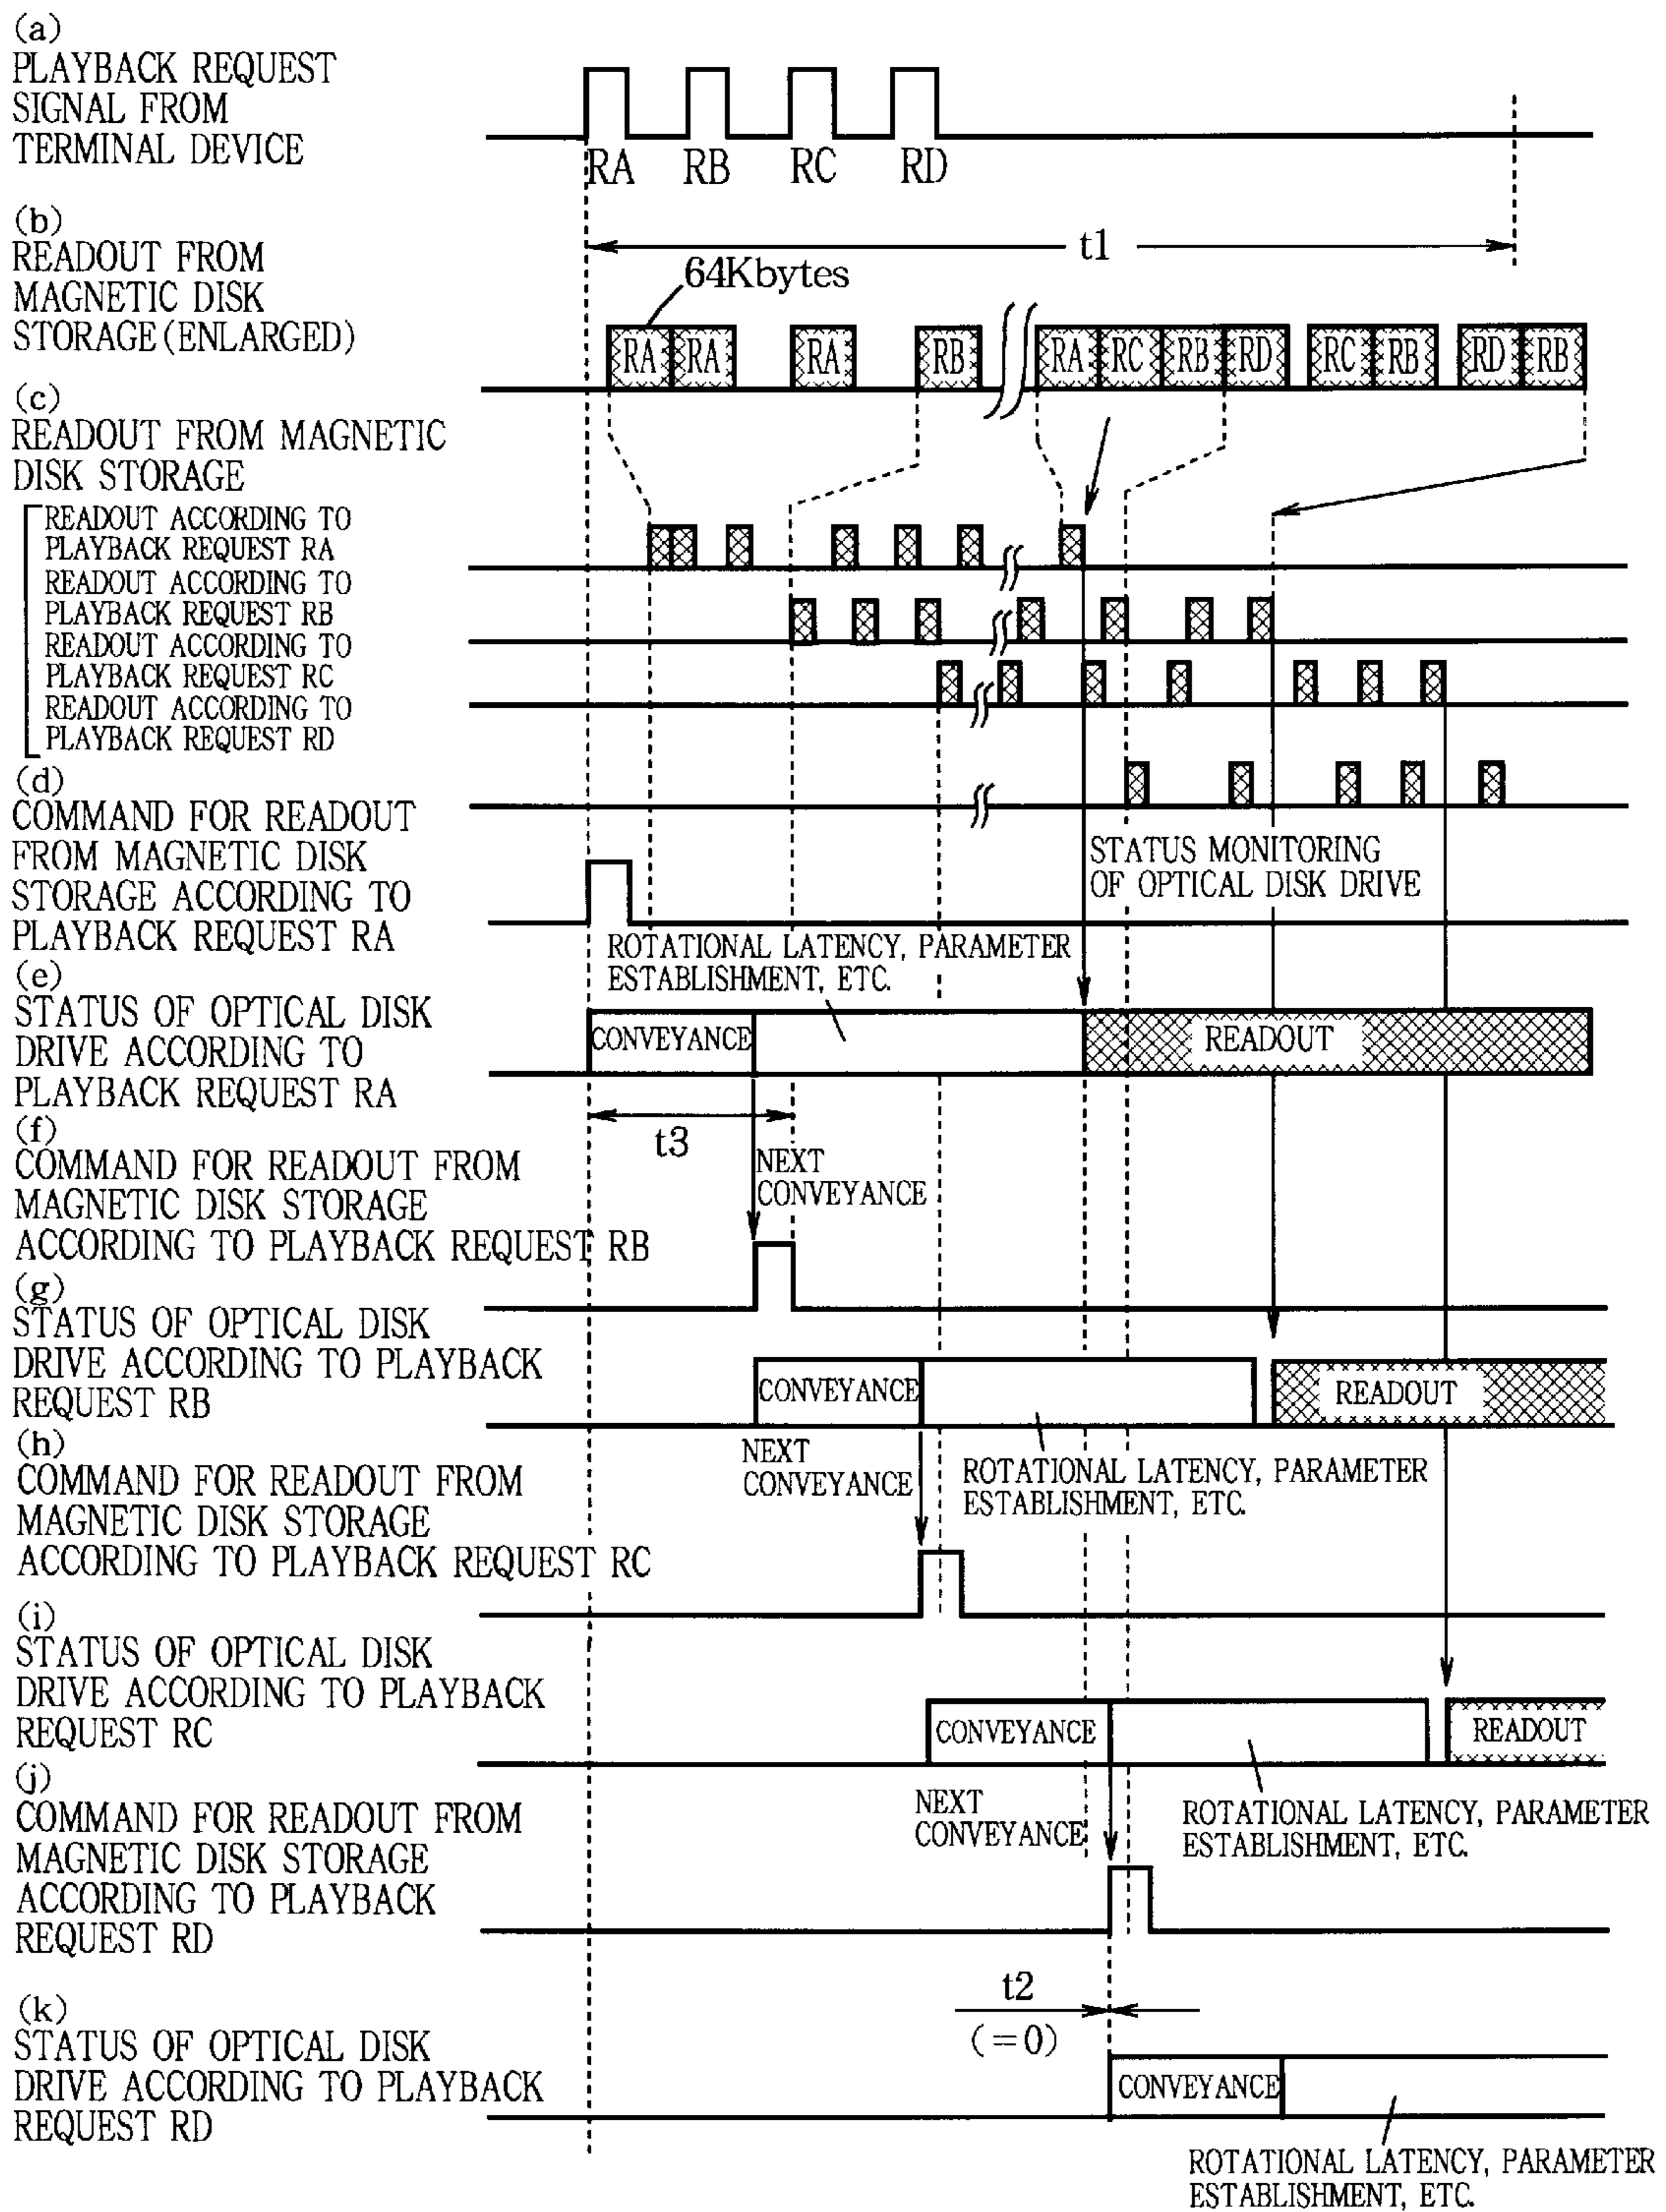 (a)
PLAYBACK REQUEST
SIGNAL FROM
TERMINAL DEVICE
RA RB RC RD
(b)
READOUT FROM
MAGNETIC DISK
STORAGE(ENLARGED)
t1
64Kbytes
RA RA RA RB RA RC RB RD RC RB RD RB
(c)
READOUT FROM MAGNETIC
DISK STORAGE
READOUT ACCORDING TO
PLAYBACK REQUEST RA
READOUT ACCORDING TO
PLAYBACK REQUEST RB
READOUT ACCORDING TO
PLAYBACK REQUEST RC
READOUT ACCORDING TO
PLAYBACK REQUEST RD
(d)
COMMAND FOR READOUT
FROM MAGNETIC DISK
STORAGE ACCORDING TO
PLAYBACK REQUEST RA
STATUS MONITORING
OF OPTICAL DISK DRIVE
ROTATIONAL LATENCY, PARAMETER
ESTABLISHMENT, ETC.
(e)
STATUS OF OPTICAL DISK
DRIVE ACCORDING TO
PLAYBACK REQUEST RA
CONVEYANCE
READOUT
t3
(f)
COMMAND FOR READOUT FROM
MAGNETIC DISK STORAGE
ACCORDING TO PLAYBACK REQUEST RB
NEXT
CONVEYANCE
(g)
STATUS OF OPTICAL DISK
DRIVE ACCORDING TO PLAYBACK
REQUEST RB
CONVEYANCE
READOUT
ROTATIONAL LATENCY, PARAMETER
ESTABLISHMENT, ETC.
(h)
COMMAND FOR READOUT FROM
MAGNETIC DISK STORAGE
ACCORDING TO PLAYBACK REQUEST RC
NEXT
CONVEYANCE
(i)
STATUS OF OPTICAL DISK
DRIVE ACCORDING TO PLAYBACK
REQUEST RC
CONVEYANCE
READOUT
ROTATIONAL LATENCY, PARAMETER
ESTABLISHMENT, ETC.
(j)
COMMAND FOR READOUT FROM
MAGNETIC DISK STORAGE
ACCORDING TO PLAYBACK
REQUEST RD
NEXT
CONVEYANCE
t2
(=0)
(k)
STATUS OF OPTICAL DISK
DRIVE ACCORDING TO PLAYBACK
REQUEST RD
CONVEYANCE
ROTATIONAL LATENCY, PARAMETER
ESTABLISHMENT, ETC.